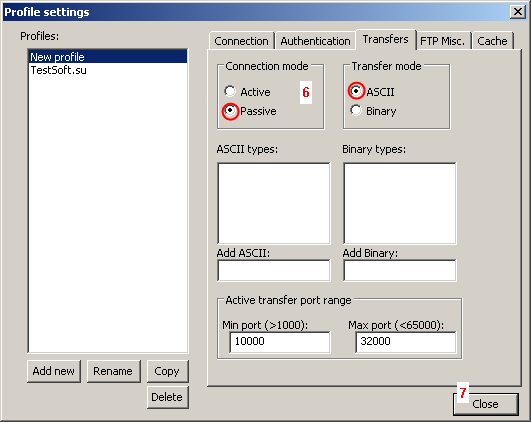 Profile settings
Profiles:
New profile
TestSoft.su
Add new
Rename
Copy
Delete
Connection
Authentication
Transfers
FTP Misc.
Cache
Connection mode
Active
6
Passive
Transfer mode
ASCII
Binary
ASCII types:
Binary types:
Add ASCII:
Add Binary:
Active transfer port range
Min port (>1000):
Max port (<65000):
10000
32000
7
Close